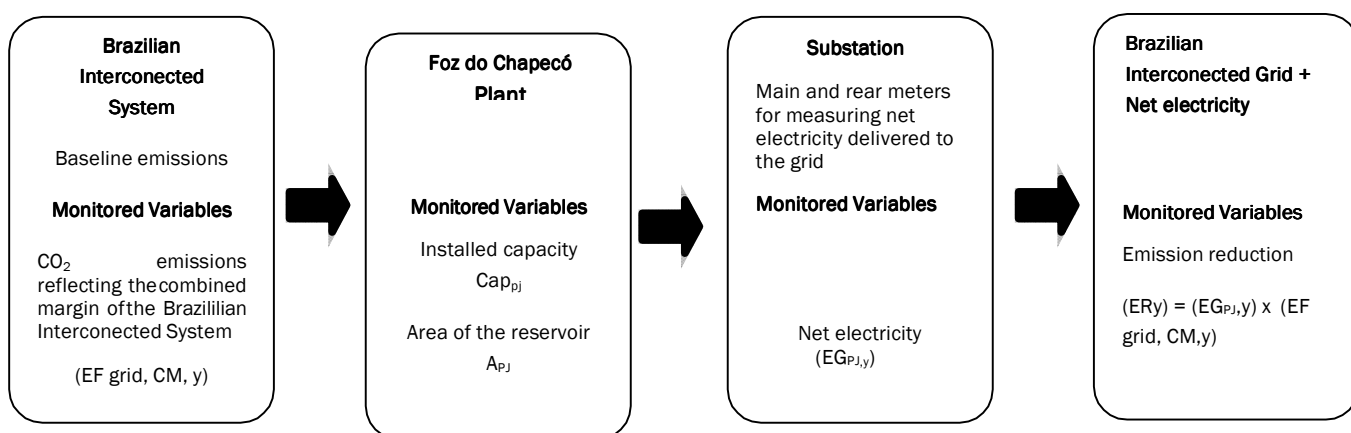 Brazilian
Interconected
System
Baseline emissions
Monitored Variables
CO₂ emissions
reflecting thecombined
margin ofthe Brazililian
Interconected System
(EF grid, CM, y)
Foz do Chapecó
Plant
Monitored Variables
Installed capacity
Cappj
Area of the reservoir
APJ
Substation
Main and rear meters
for measuring net
electricity delivered to
the grid
Monitored Variables
Net electricity
(EGPJ,y)
Brazilian
Interconected Grid +
Net electricity
Monitored Variables
Emission reduction
(ERy) = (EGPJ,y) x (EF
grid, CM,y)